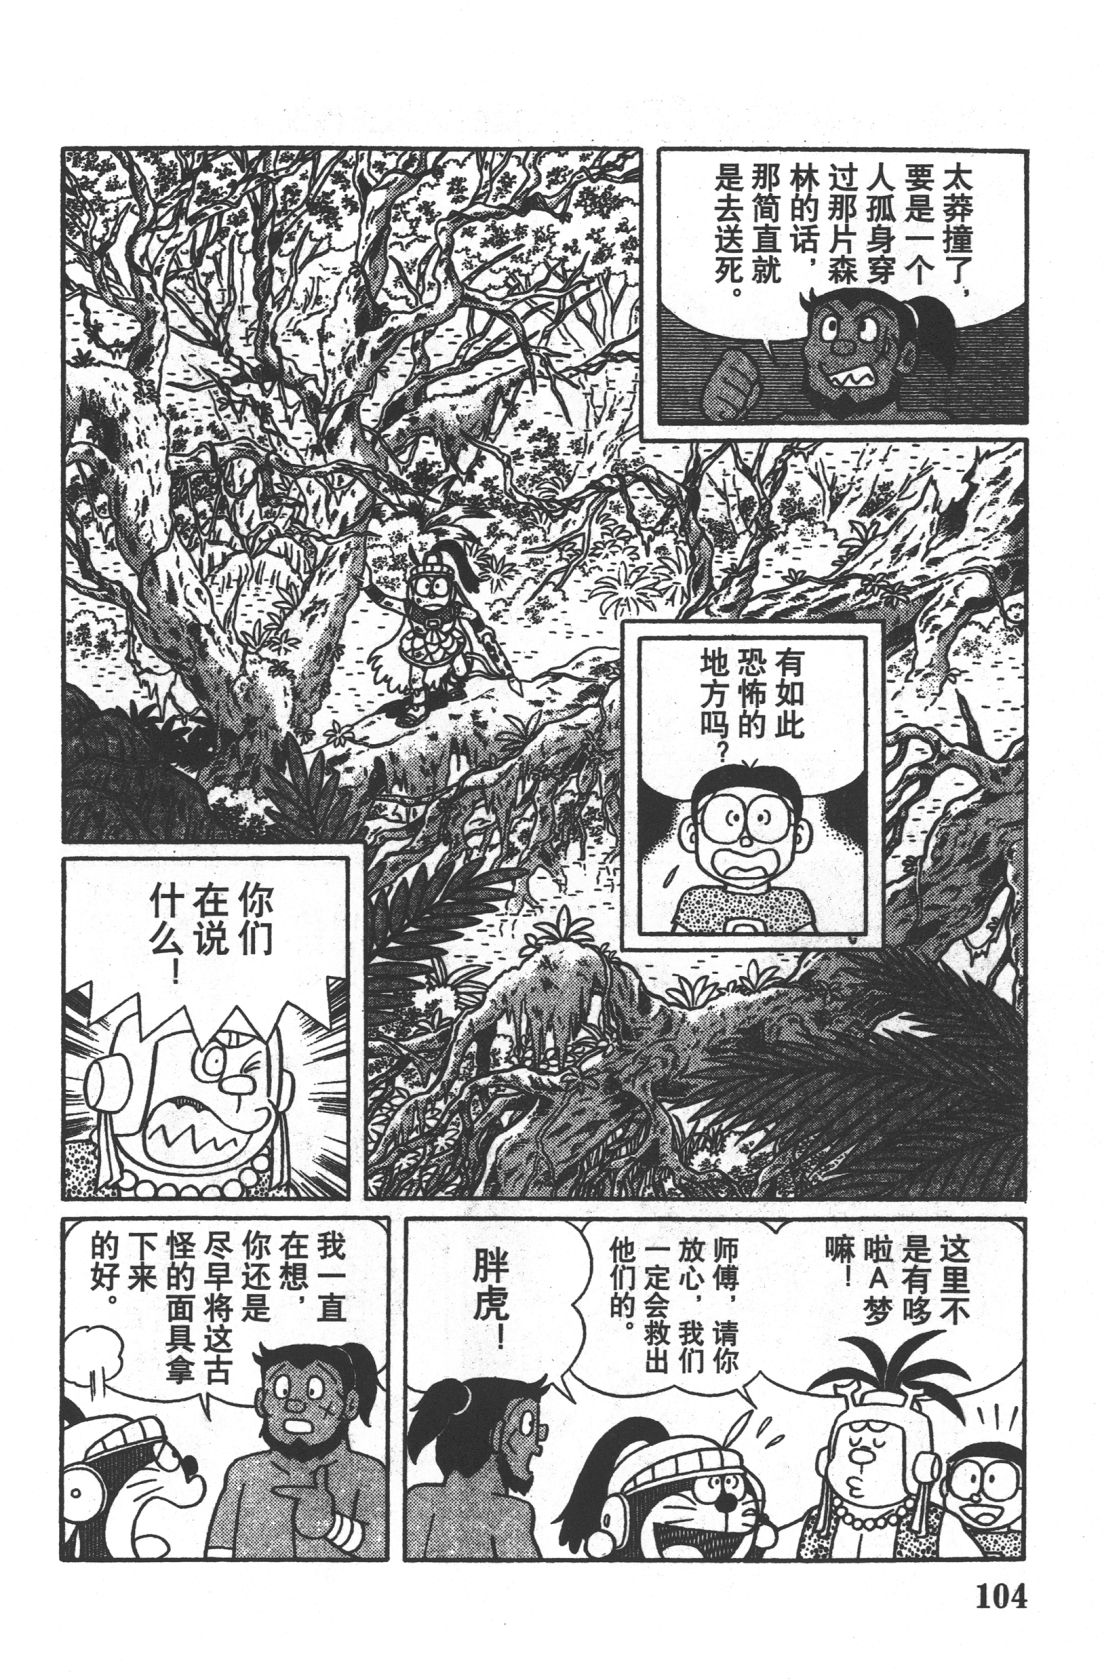 太莽撞了，
要是一个
人孤身穿
过那片森
林的话，
那简直就
是去送死。
有如此
恐怖的
地方吗？
你们
在说
什么！
这里不
是有哆
啦A梦
嘛！
师傅，请你
放心，我们
一定会救出
他们的。
胖虎！
我一直
在想，
你还是
尽早将这古
怪的面具拿
下来
的好。
104